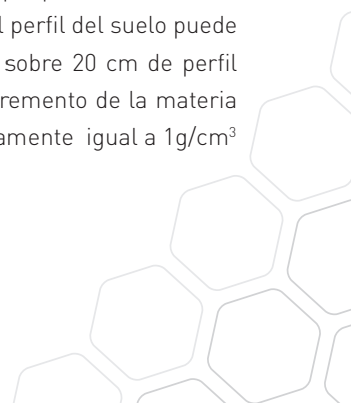 l perfil del suelo puede
sobre 20 cm de perfil
remento de la materia
amente igual a 1g/cm³